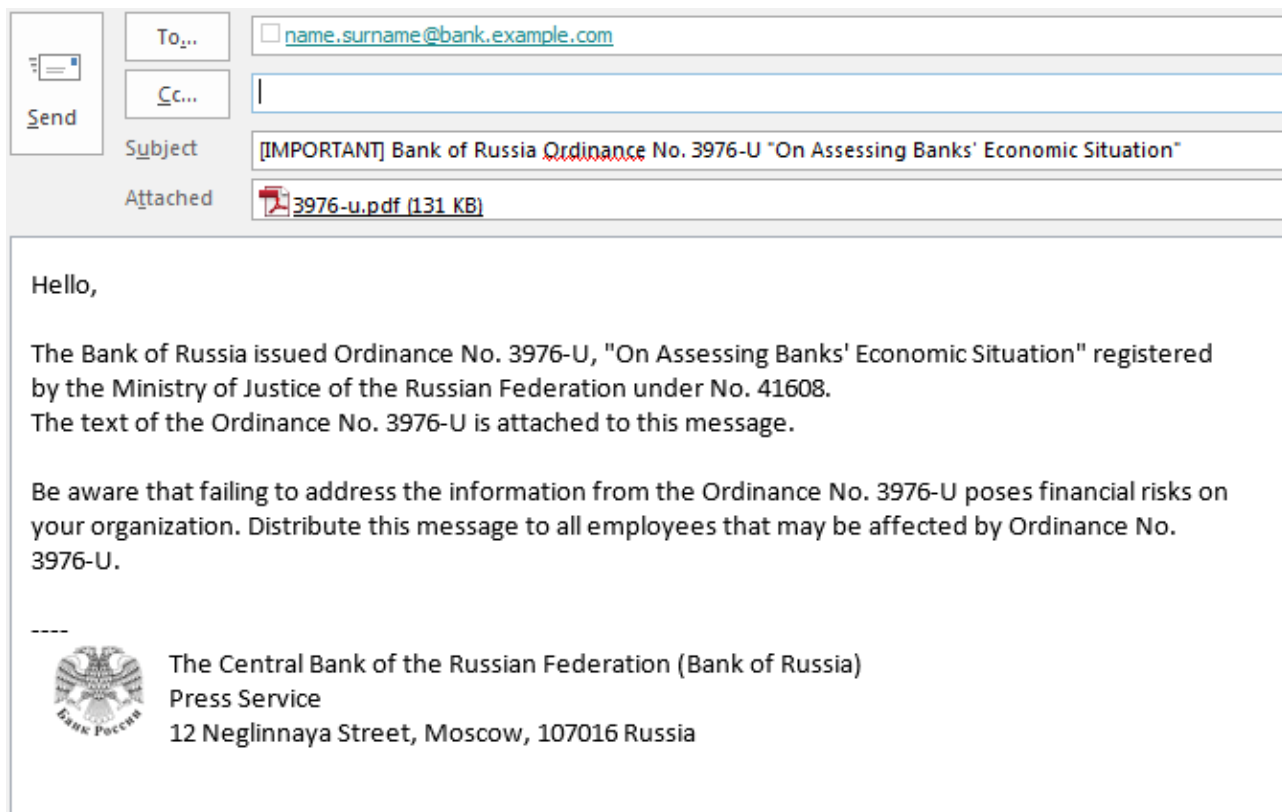 To...
name.surname@bank.example.com
Cc...
Send
Subject
[IMPORTANT] Bank of Russia Ordinance No. 3976-U "On Assessing Banks' Economic Situation"
Attached
3976-u.pdf (131 KB)
Hello,
The Bank of Russia issued Ordinance No. 3976-U, "On Assessing Banks' Economic Situation" registered
by the Ministry of Justice of the Russian Federation under No. 41608.
The text of the Ordinance No. 3976-U is attached to this message.
Be aware that failing to address the information from the Ordinance No. 3976-U poses financial risks on
your organization. Distribute this message to all employees that may be affected by Ordinance No.
3976-U.
----
The Central Bank of the Russian Federation (Bank of Russia)
Press Service
12 Neglinnaya Street, Moscow, 107016 Russia
Банк России